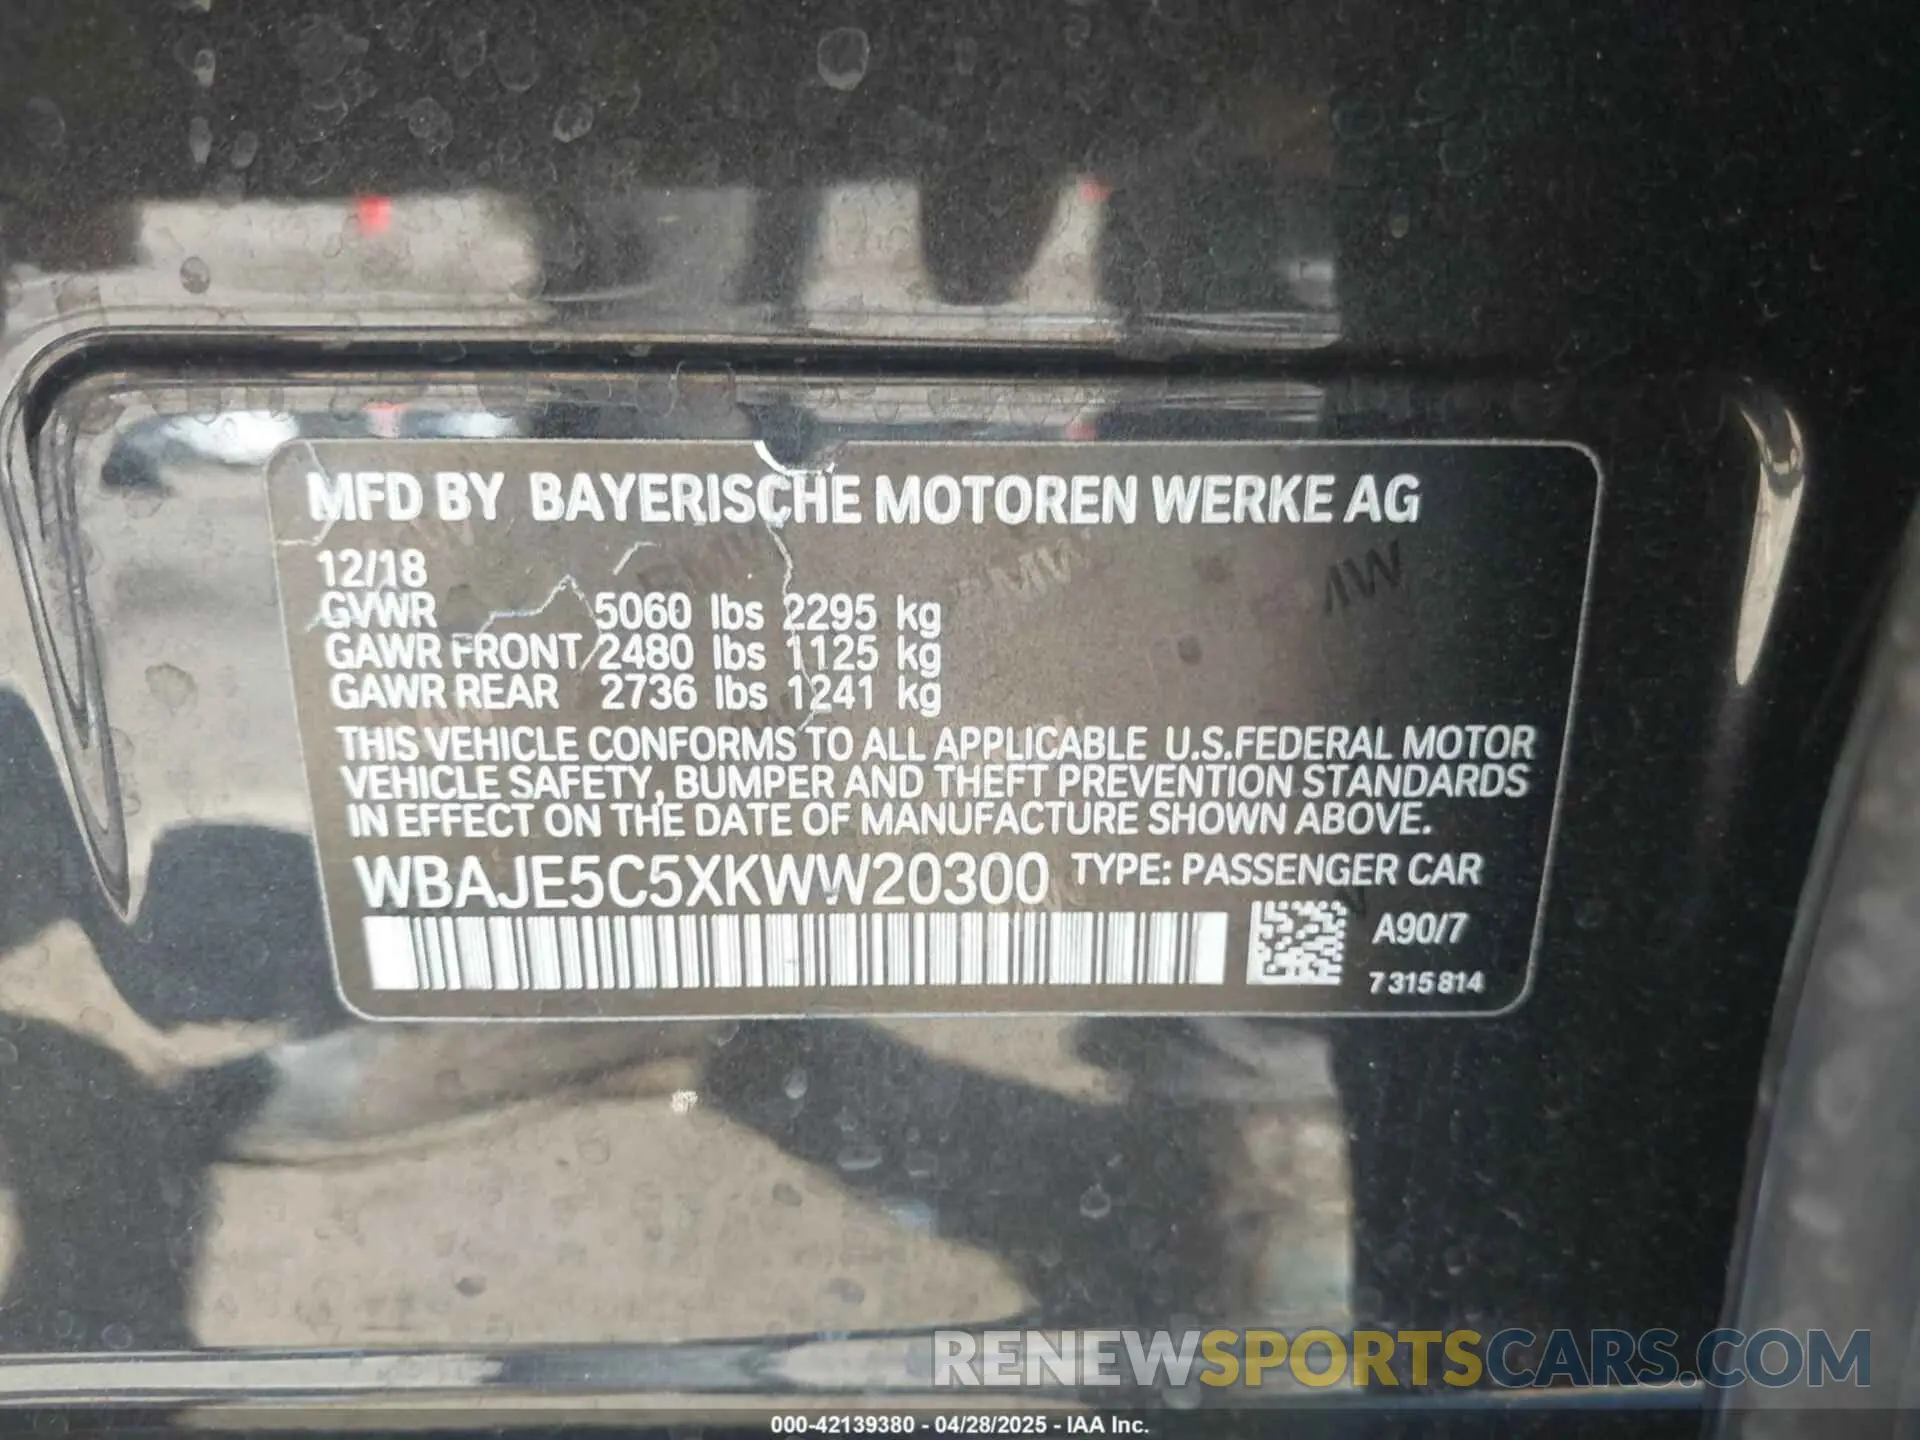 MFD BY BAYERISCHE MOTOREN WERKE AG
12/18
GVWR 5060 lbs 2295 kg
GAWR FRONT 2480 lbs 1125 kg
GAWR REAR 2736 lbs 1241 kg
THIS VEHICLE CONFORMS TO ALL APPLICABLE U.S.FEDERAL MOTOR
VEHICLE SAFETY, BUMPER AND THEFT PREVENTION STANDARDS
IN EFFECT ON THE DATE OF MANUFACTURE SHOWN ABOVE.
WBAJE5C5XKWW20300 TYPE: PASSENGER CAR
A90/7
7 315 814
RENEWSPORTSCARS.COM
000-42139380 - 04/28/2025 - IAA Inc.